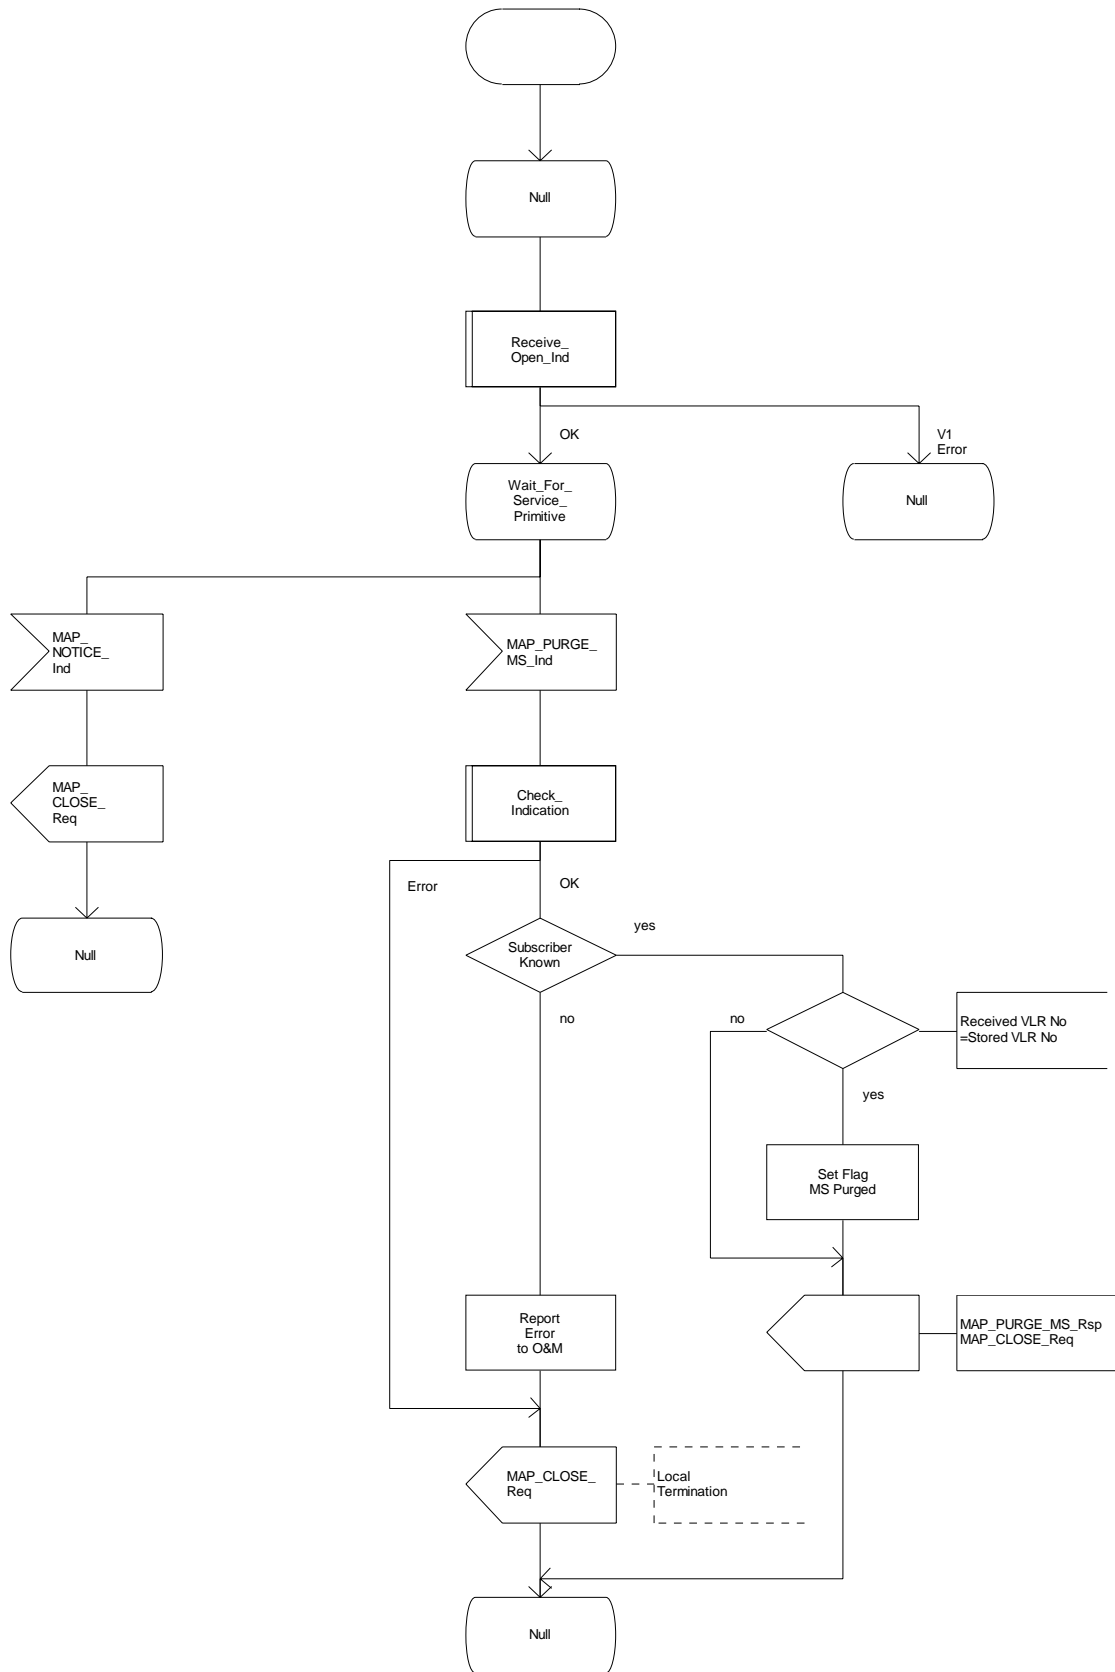 Null
Receive_
Open_Ind
OK
V1
Error
Wait_For_
Service_
Primitive
Null
MAP_
NOTICE_
Ind
MAP_PURGE_
MS_Ind
MAP_
CLOSE_
Req
Check_
Indication
Error
OK
Null
Subscriber
Known
yes
no
no
Received VLR No
=Stored VLR No
yes
Set Flag
MS Purged
Report
Error
to O&M
MAP_PURGE_MS_Rsp
MAP_CLOSE_Req
MAP_CLOSE_
Req
Local
Termination
Null